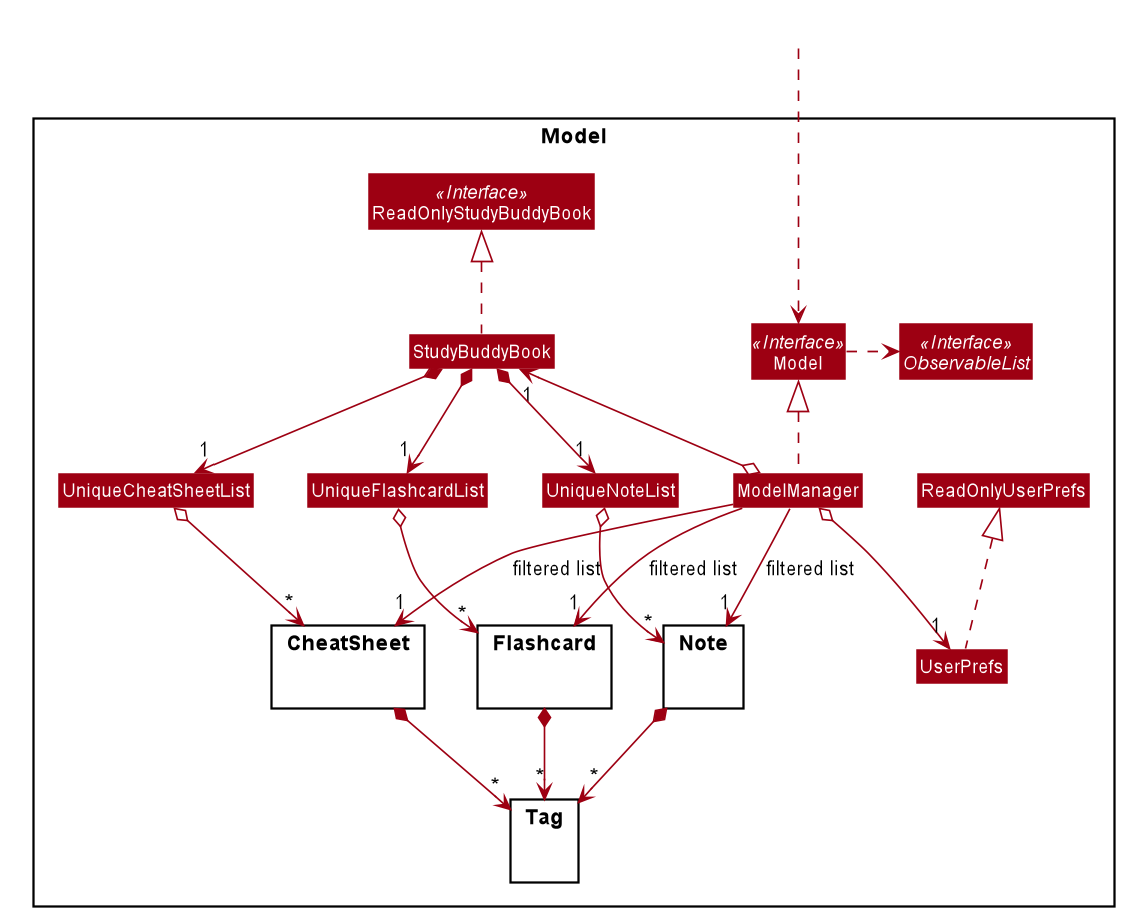 Model
«Interface»
ReadOnlyStudyBuddyBook
StudyBuddyBook
«Interface»
Model
«Interface»
ObservableList
1
1
1
1
UniqueCheatSheetList
UniqueFlashcardList
UniqueNoteList
ModelManager
ReadOnlyUserPrefs
filtered list
filtered list
filtered list
*
1
*
1
*
1
1
CheatSheet
Flashcard
Note
UserPrefs
*
*
*
Tag